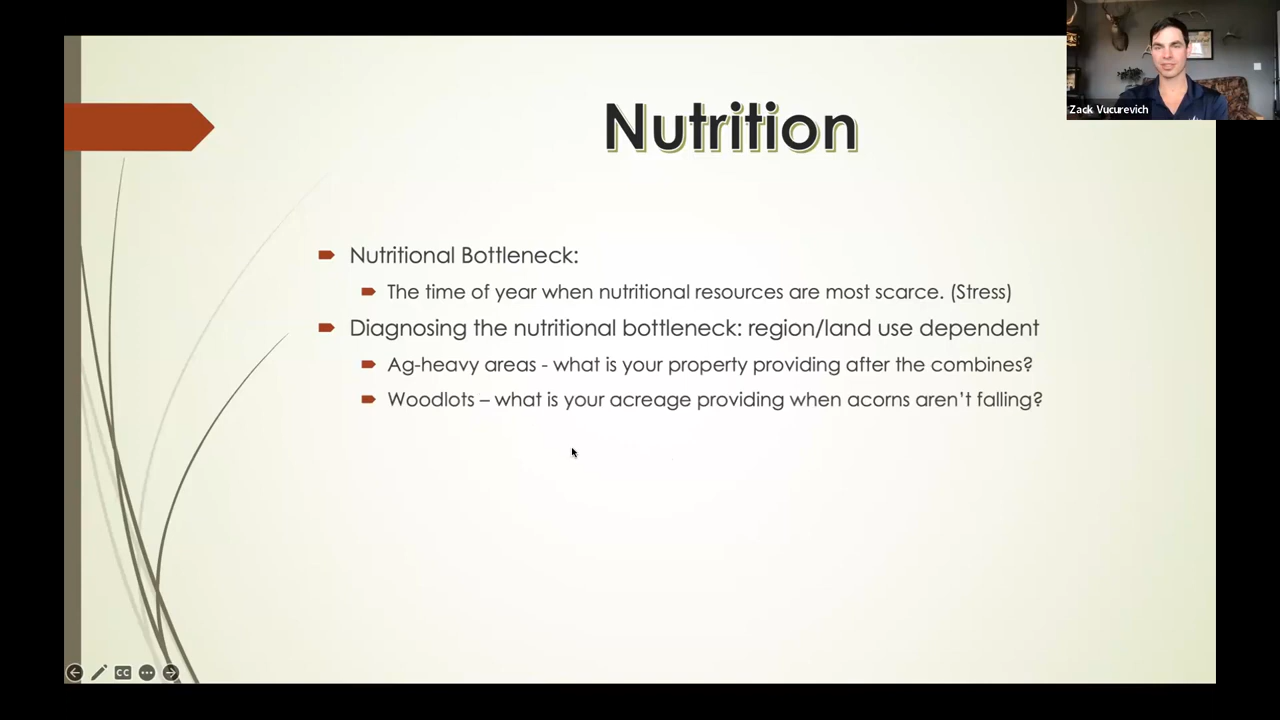 Zack Vucurevich
Nutrition
Nutritional Bottleneck:
The time of year when nutritional resources are most scarce. (Stress)
Diagnosing the nutritional bottleneck: region/land use dependent
Ag-heavy areas - what is your property providing after the combines?
Woodlots – what is your acreage providing when acorns aren’t falling?
CC